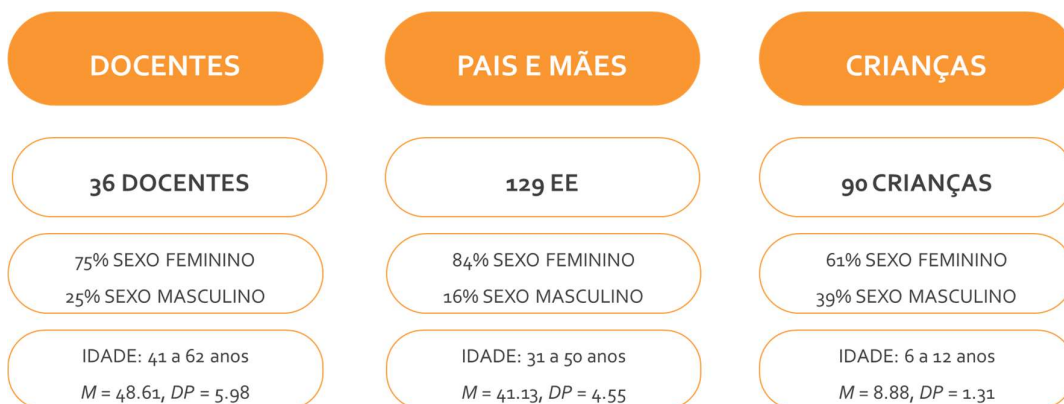 DOCENTES
36 DOCENTES
75% SEXO FEMININO
25% SEXO MASCULINO
IDADE: 41 a 62 anos
M = 48.61, DP = 5.98
PAIS E MÃES
129 EE
84% SEXO FEMININO
16% SEXO MASCULINO
IDADE: 31 a 50 anos
M = 41.13, DP = 4.55
CRIANÇAS
90 CRIANÇAS
61% SEXO FEMININO
39% SEXO MASCULINO
IDADE: 6 a 12 anos
M = 8.88, DP = 1.31